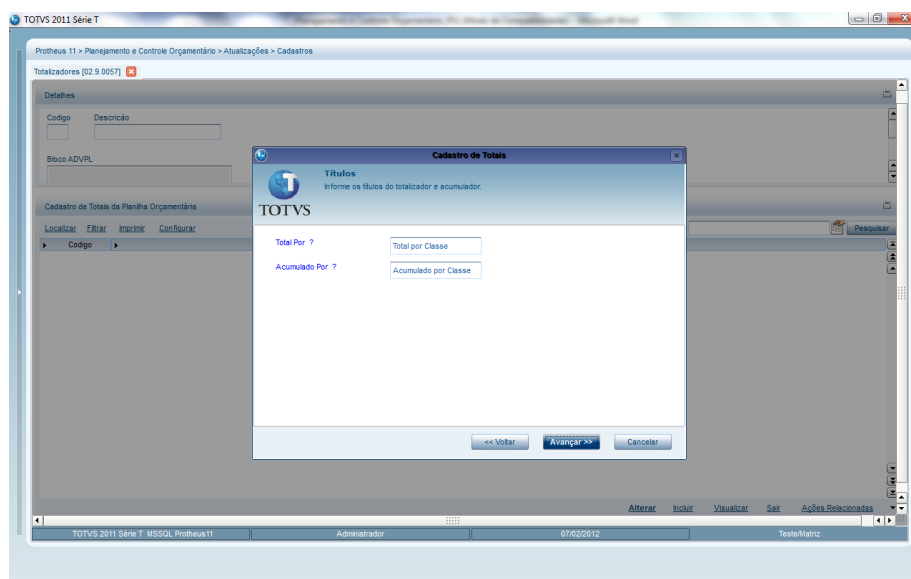 TOTVS 2011 Série T
Protheus 11 > Planejamento e Controle Orçamentário > Atualizações > Cadastros
Totalizadores [02.9.0057]
Detalhes
Codigo Descricão
Bloco ADVPL
Cadastro de Totais
Títulos
Informe os títulos do totalizador e acumulador.
TOTVS
Cadastro de Totais da Planilha Orçamentária
Localizar Filtrar Imprimir Configurar Pesquisar
Codigo
Total Por ? Total por Classe
Acumulado Por ? Acumulado por Classe
<< Voltar Avançar >> Cancelar
Alterar Incluir Visualizar Sair Ações Relacionadas
TOTVS 2011 Série T MSSQL Protheus11 Administrador 07/02/2012 Teste/Matriz